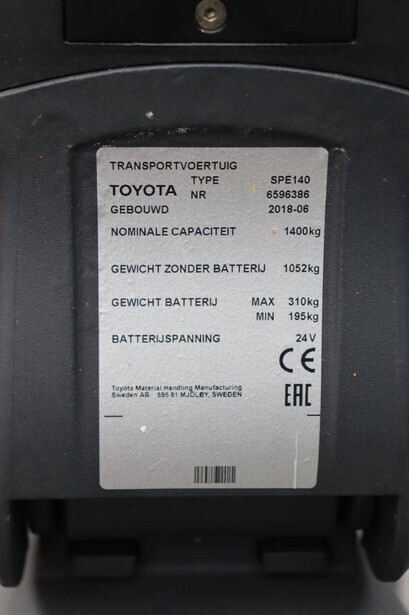 TRANSPORTVOERTUIG
TYPE SPE140
TOYOTA NR 6596386
GEBOUWD 2018-06
NOMINALE CAPACITEIT 1400kg
GEWICHT ZONDER BATTERIJ 1052kg
GEWICHT BATTERIJ MAX 310kg
MIN 195kg
BATTERIJSPANNING 24V
CE
Toyota Material Handling Manufacturing
Sweden AB 595 81 MJÖLBY, SWEDEN
EAC